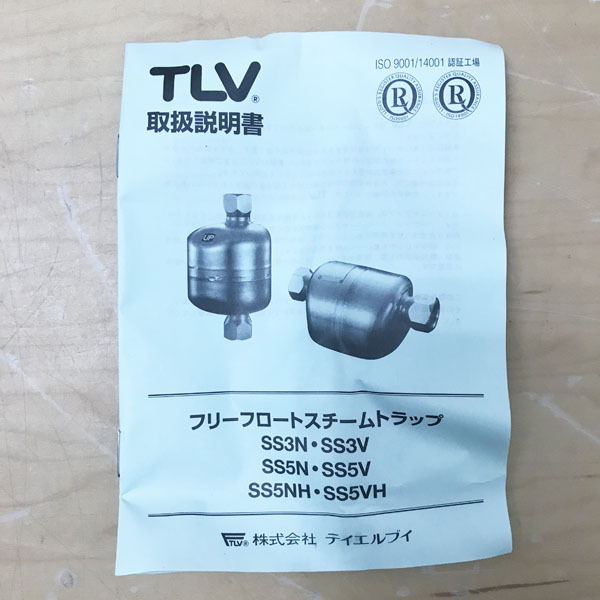 TLV®
取扱説明書
ISO 9001/14001 認証工場
UP
フリーフロートスチームトラップ
SS3N・SS3V
SS5N・SS5V
SS5NH・SS5VH
TLV® 株式会社 テイエルブイ